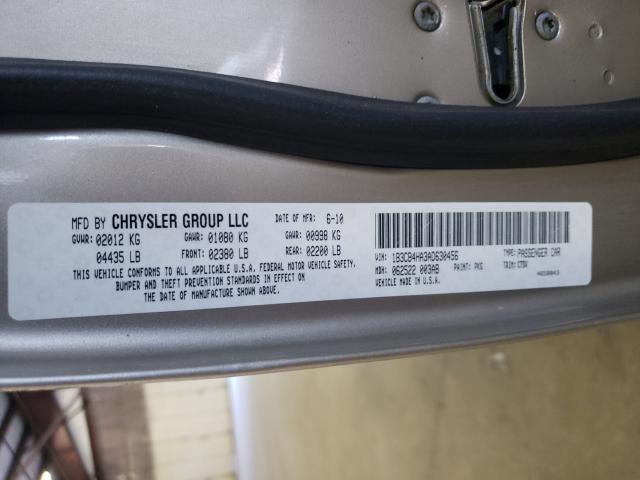 MFD BY CHRYSLER GROUP LLC DATE OF MFR: 6-10
GVWR: 02012 KG GAWR: 01080 KG GAWR: 00998 KG
04435 LB FRONT: 02380 LB REAR: 02200 LB
THIS VEHICLE CONFORMS TO ALL APPLICABLE U.S.A. FEDERAL MOTOR VEHICLE SAFETY,
BUMPER AND THEFT PREVENTION STANDARDS IN EFFECT ON
THE DATE OF MANUFACTURE SHOWN ABOVE.
VIN: 1B3CB4HA3AD630456 TYPE: PASSENGER CAR
MDH: 062522 003AB PAINT: PKG TRIM:
VEHICLE MADE IN U.S.A.